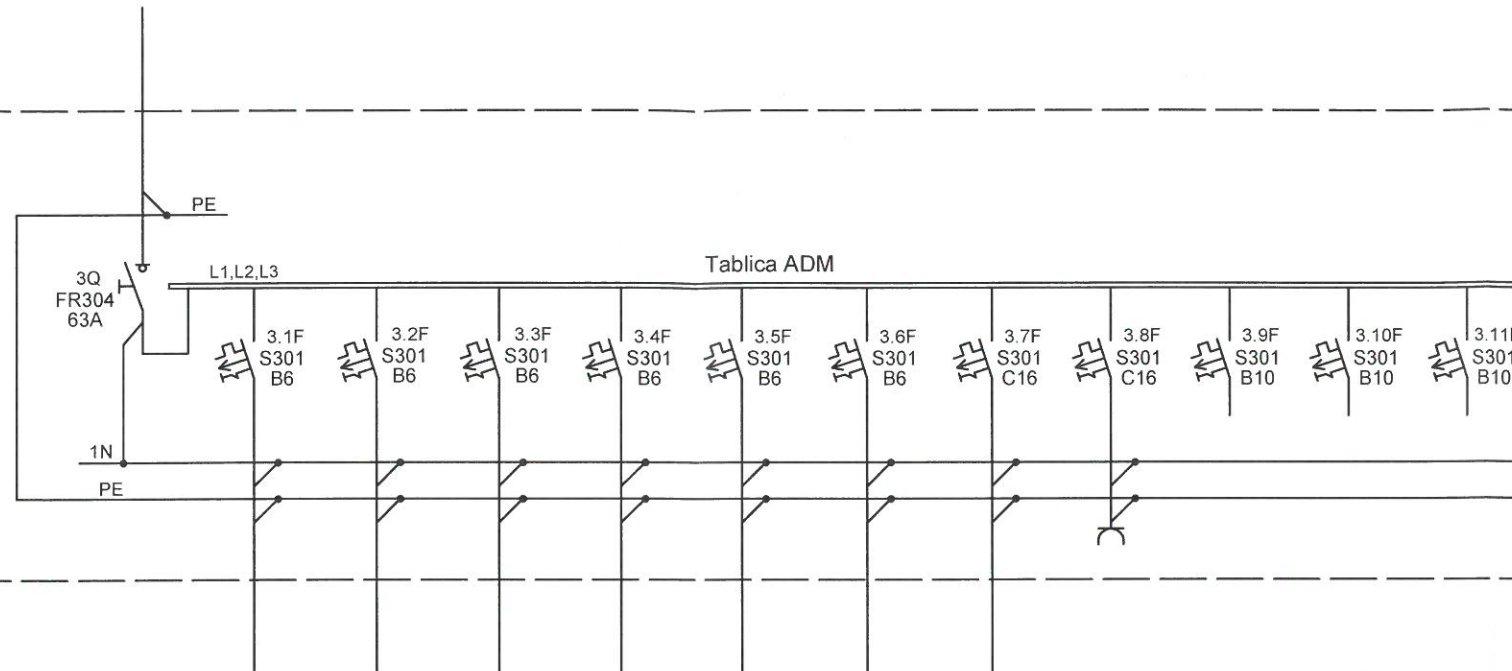 PE
Tablica ADM
L1,L2,L3
3Q
FR304
63A
3.1F
S301
B6
3.2F
S301
B6
3.3F
S301
B6
3.4F
S301
B6
3.5F
S301
B6
3.6F
S301
B6
3.7F
S301
C16
3.8F
S301
C16
3.9F
S301
B10
3.10F
S301
B10
3.11F
S301
B10
1N
PE